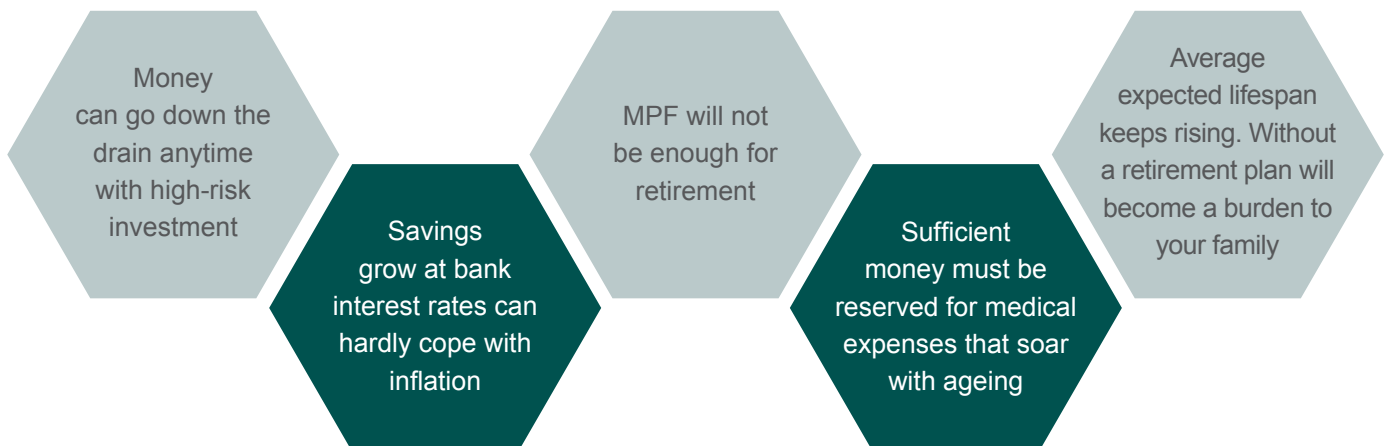 Money
can go down the
drain anytime
with high-risk
investment
Savings
grow at bank
interest rates can
hardly cope with
inflation
MPF will not
be enough for
retirement
Sufficient
money must be
reserved for medical
expenses that soar
with ageing
Average
expected lifespan
keeps rising. Without
a retirement plan will
become a burden to
your family